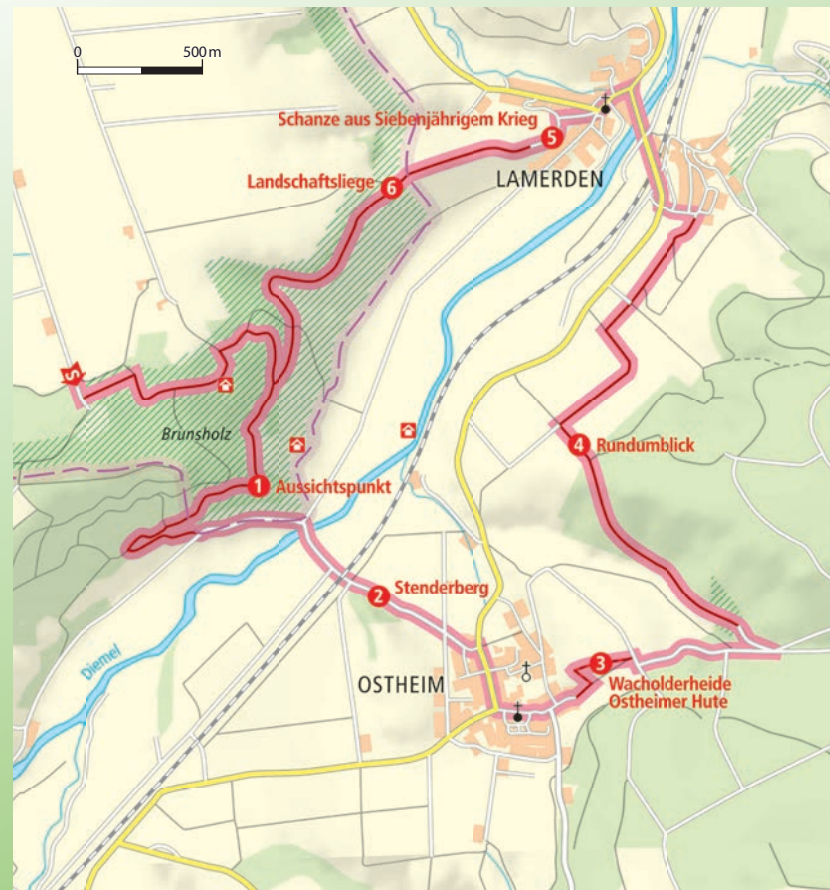 0 500 m
Schanze aus Siebenjährigem Krieg
5
Landschaftsliege
6
LAMERDEN
S
Brunsholz
4 Rundumblick
1 Aussichtspunkt
2 Stenderberg
Diemel
OSTHEIM
3
Wacholderheide
Ostheimer Hute